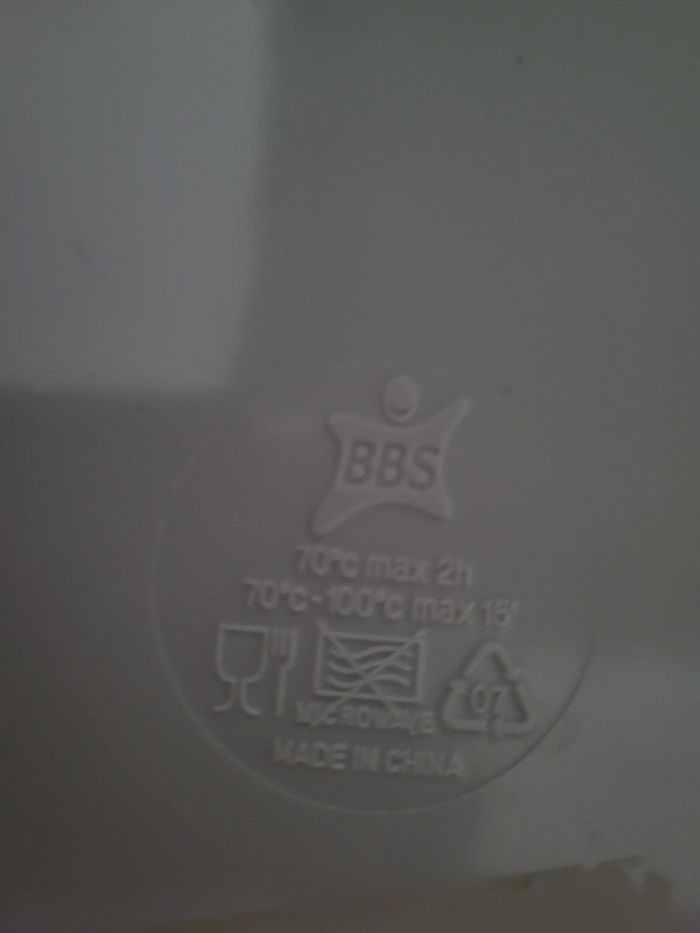 BBS
70°c max 2h
70°c-100°c max 15'
MICROWAVE
07
MADE IN CHINA